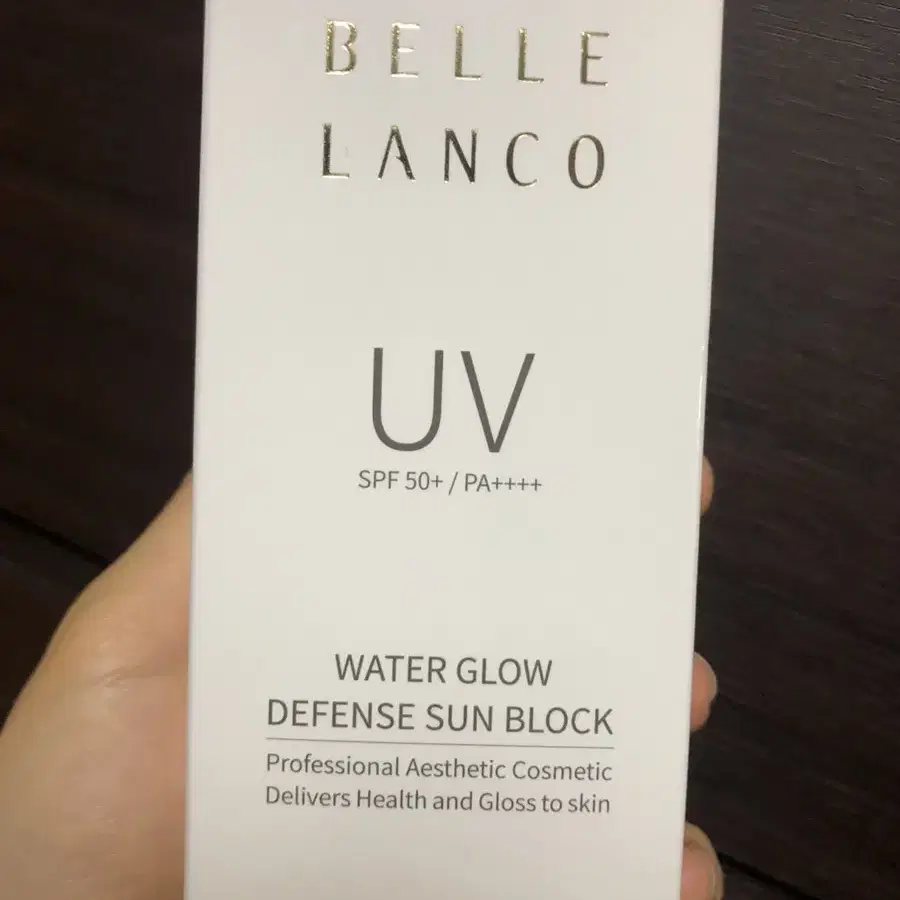 BELLE
LANCO
UV
SPF 50+ / PA++++
WATER GLOW
DEFENSE SUN BLOCK
Professional Aesthetic Cosmetic
Delivers Health and Gloss to skin